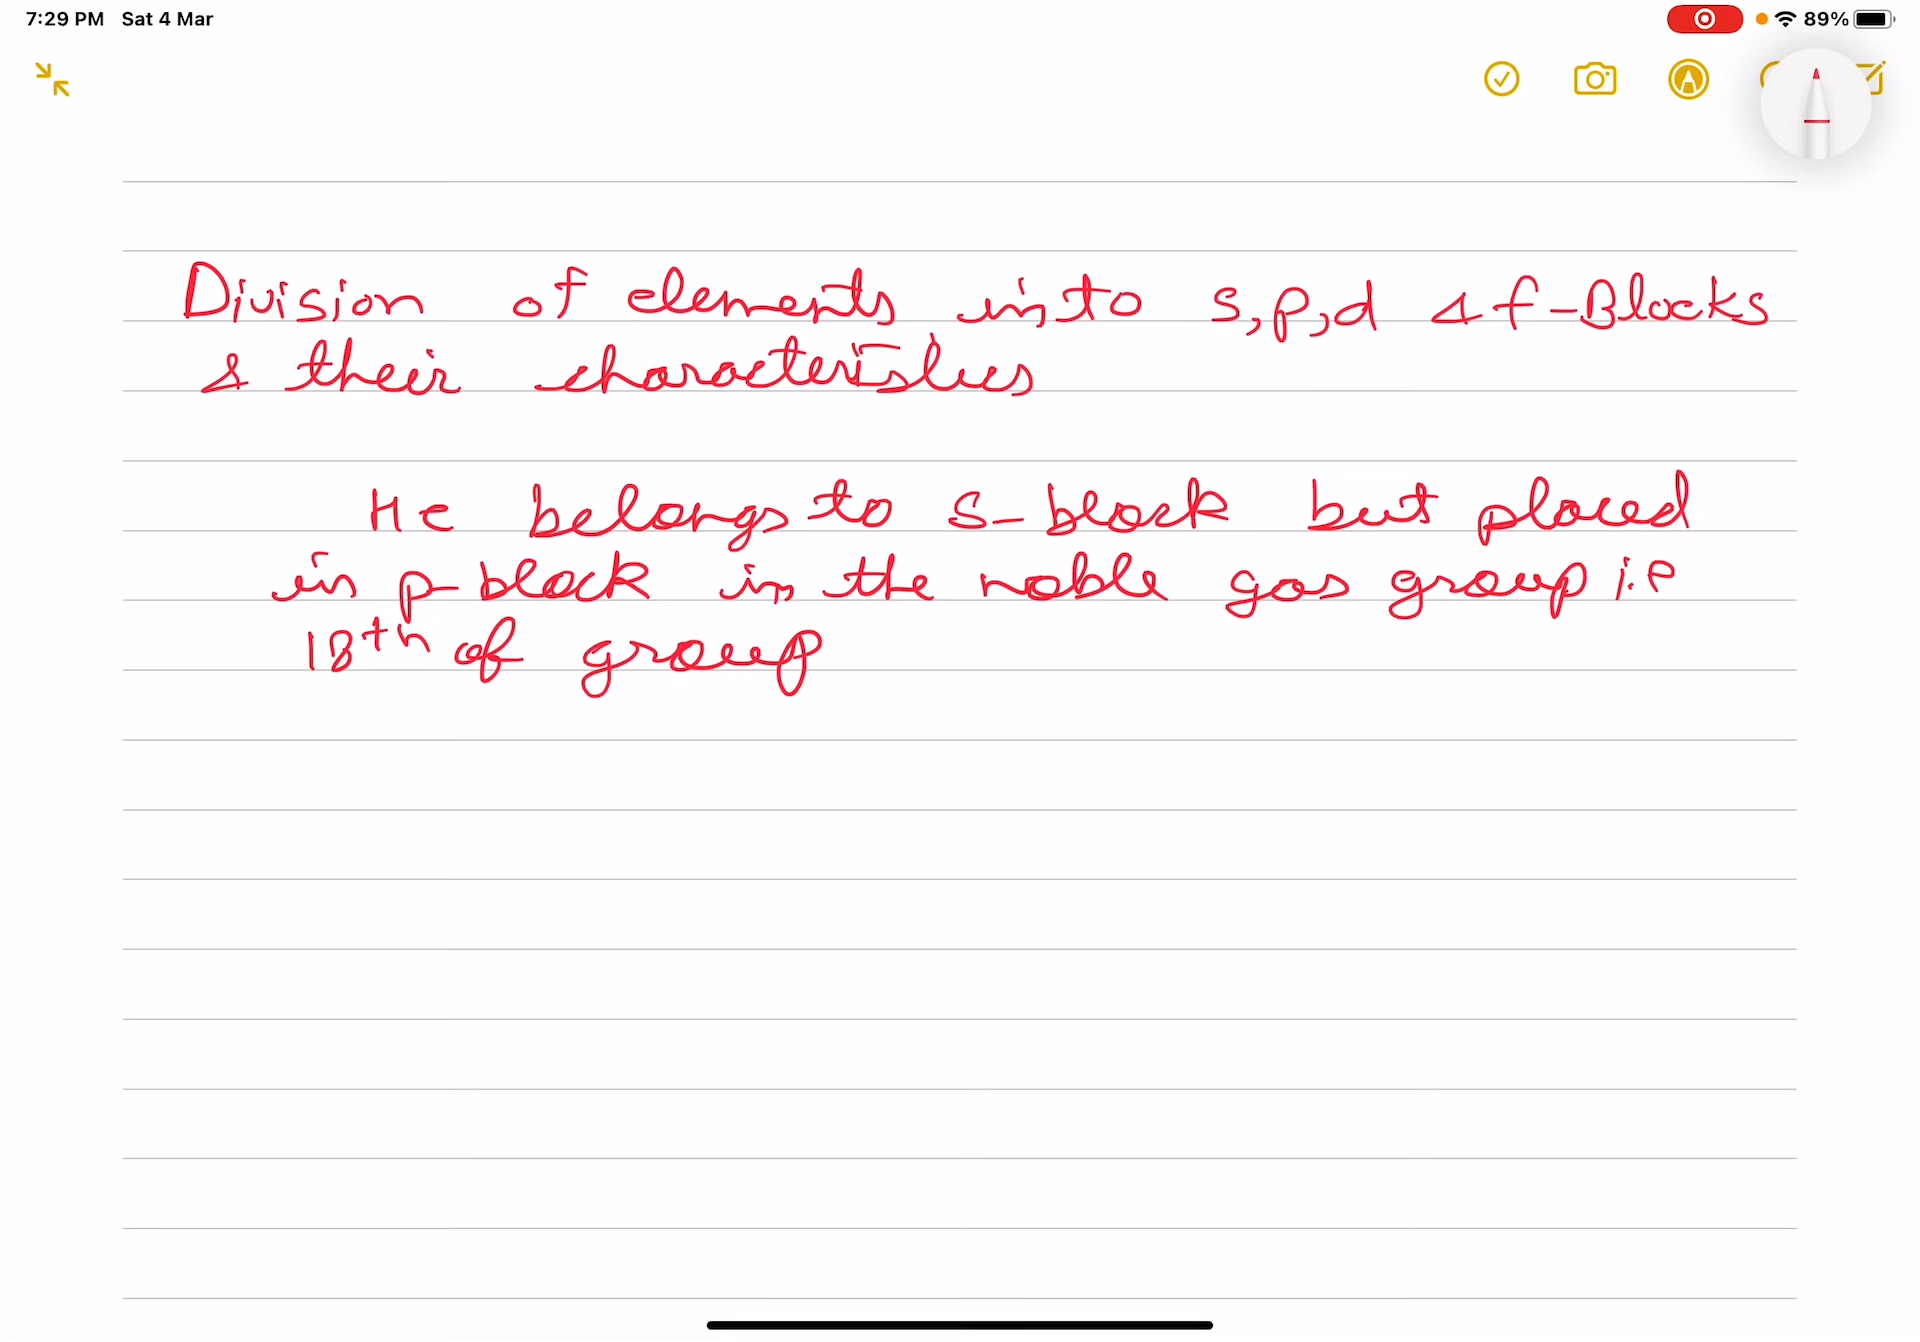 7:29 PM Sat 4 Mar 89%
Division of elements into s,p,d & f-Blocks
& their characteristics
He belongs to s-block but placed
in p-block in the noble gas group i.e
18th of group